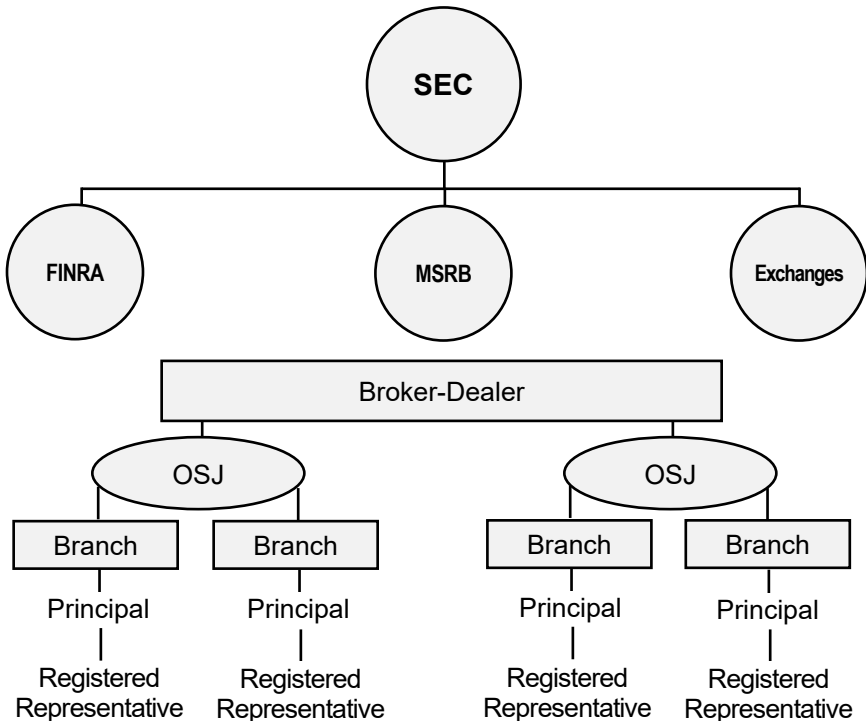 SEC
FINRA
MSRB
Exchanges
Broker-Dealer
OSJ
OSJ
Branch
Branch
Branch
Branch
Principal
Principal
Principal
Principal
Registered
Representative
Registered
Representative
Registered
Representative
Registered
Representative